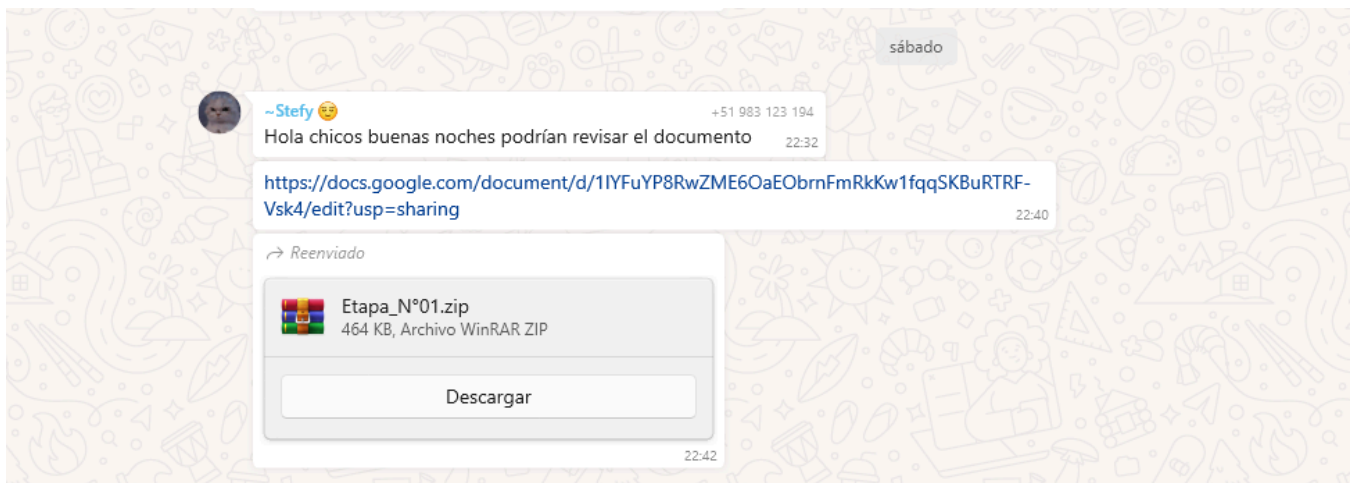 sábado
~Stefy 😌
+51 983 123 194
Hola chicos buenas noches podrían revisar el documento
22:32
https://docs.google.com/document/d/1IYFuYP8RwZME6OaEObrnFmRkKw1fqqSKBuRTRF-
Vsk4/edit?usp=sharing
22:40
Reenviado
Etapa_N°01.zip
464 KB, Archivo WinRAR ZIP
Descargar
22:42